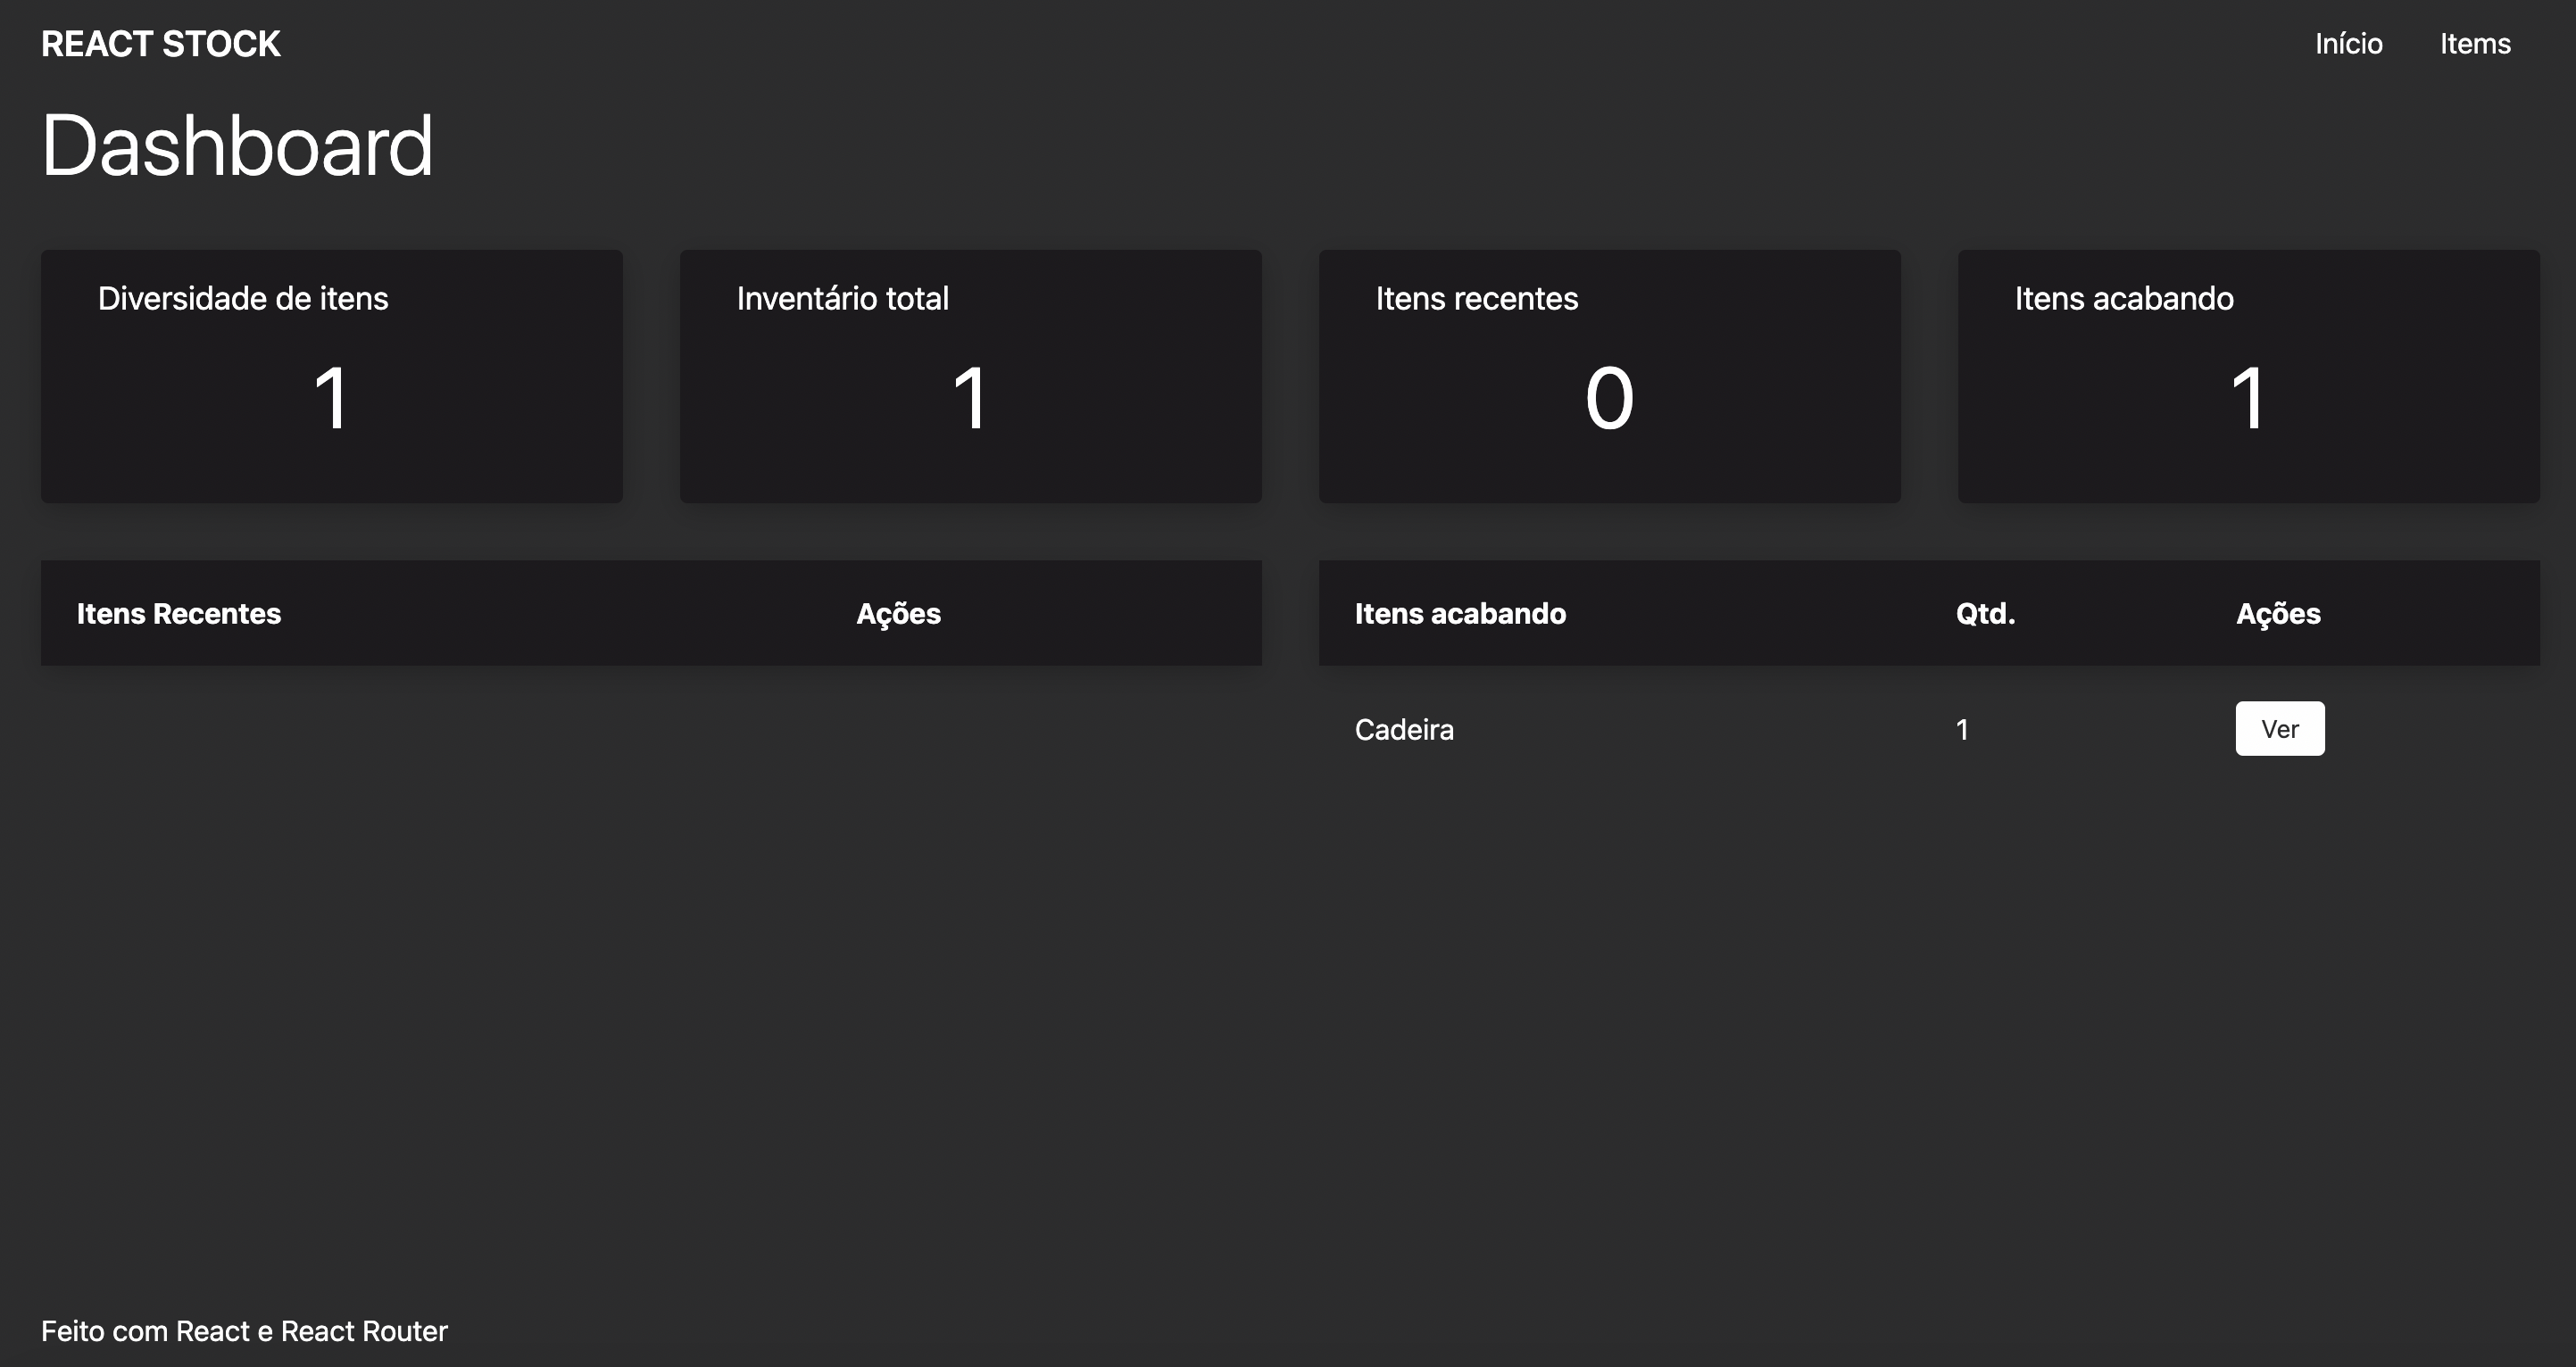 REACT STOCK
Início
Items
Dashboard
Diversidade de itens
1
Inventário total
1
Itens recentes
0
Itens acabando
1
Itens Recentes Ações
Itens acabando Qtd. Ações
Cadeira 1 Ver
Feito com React e React Router